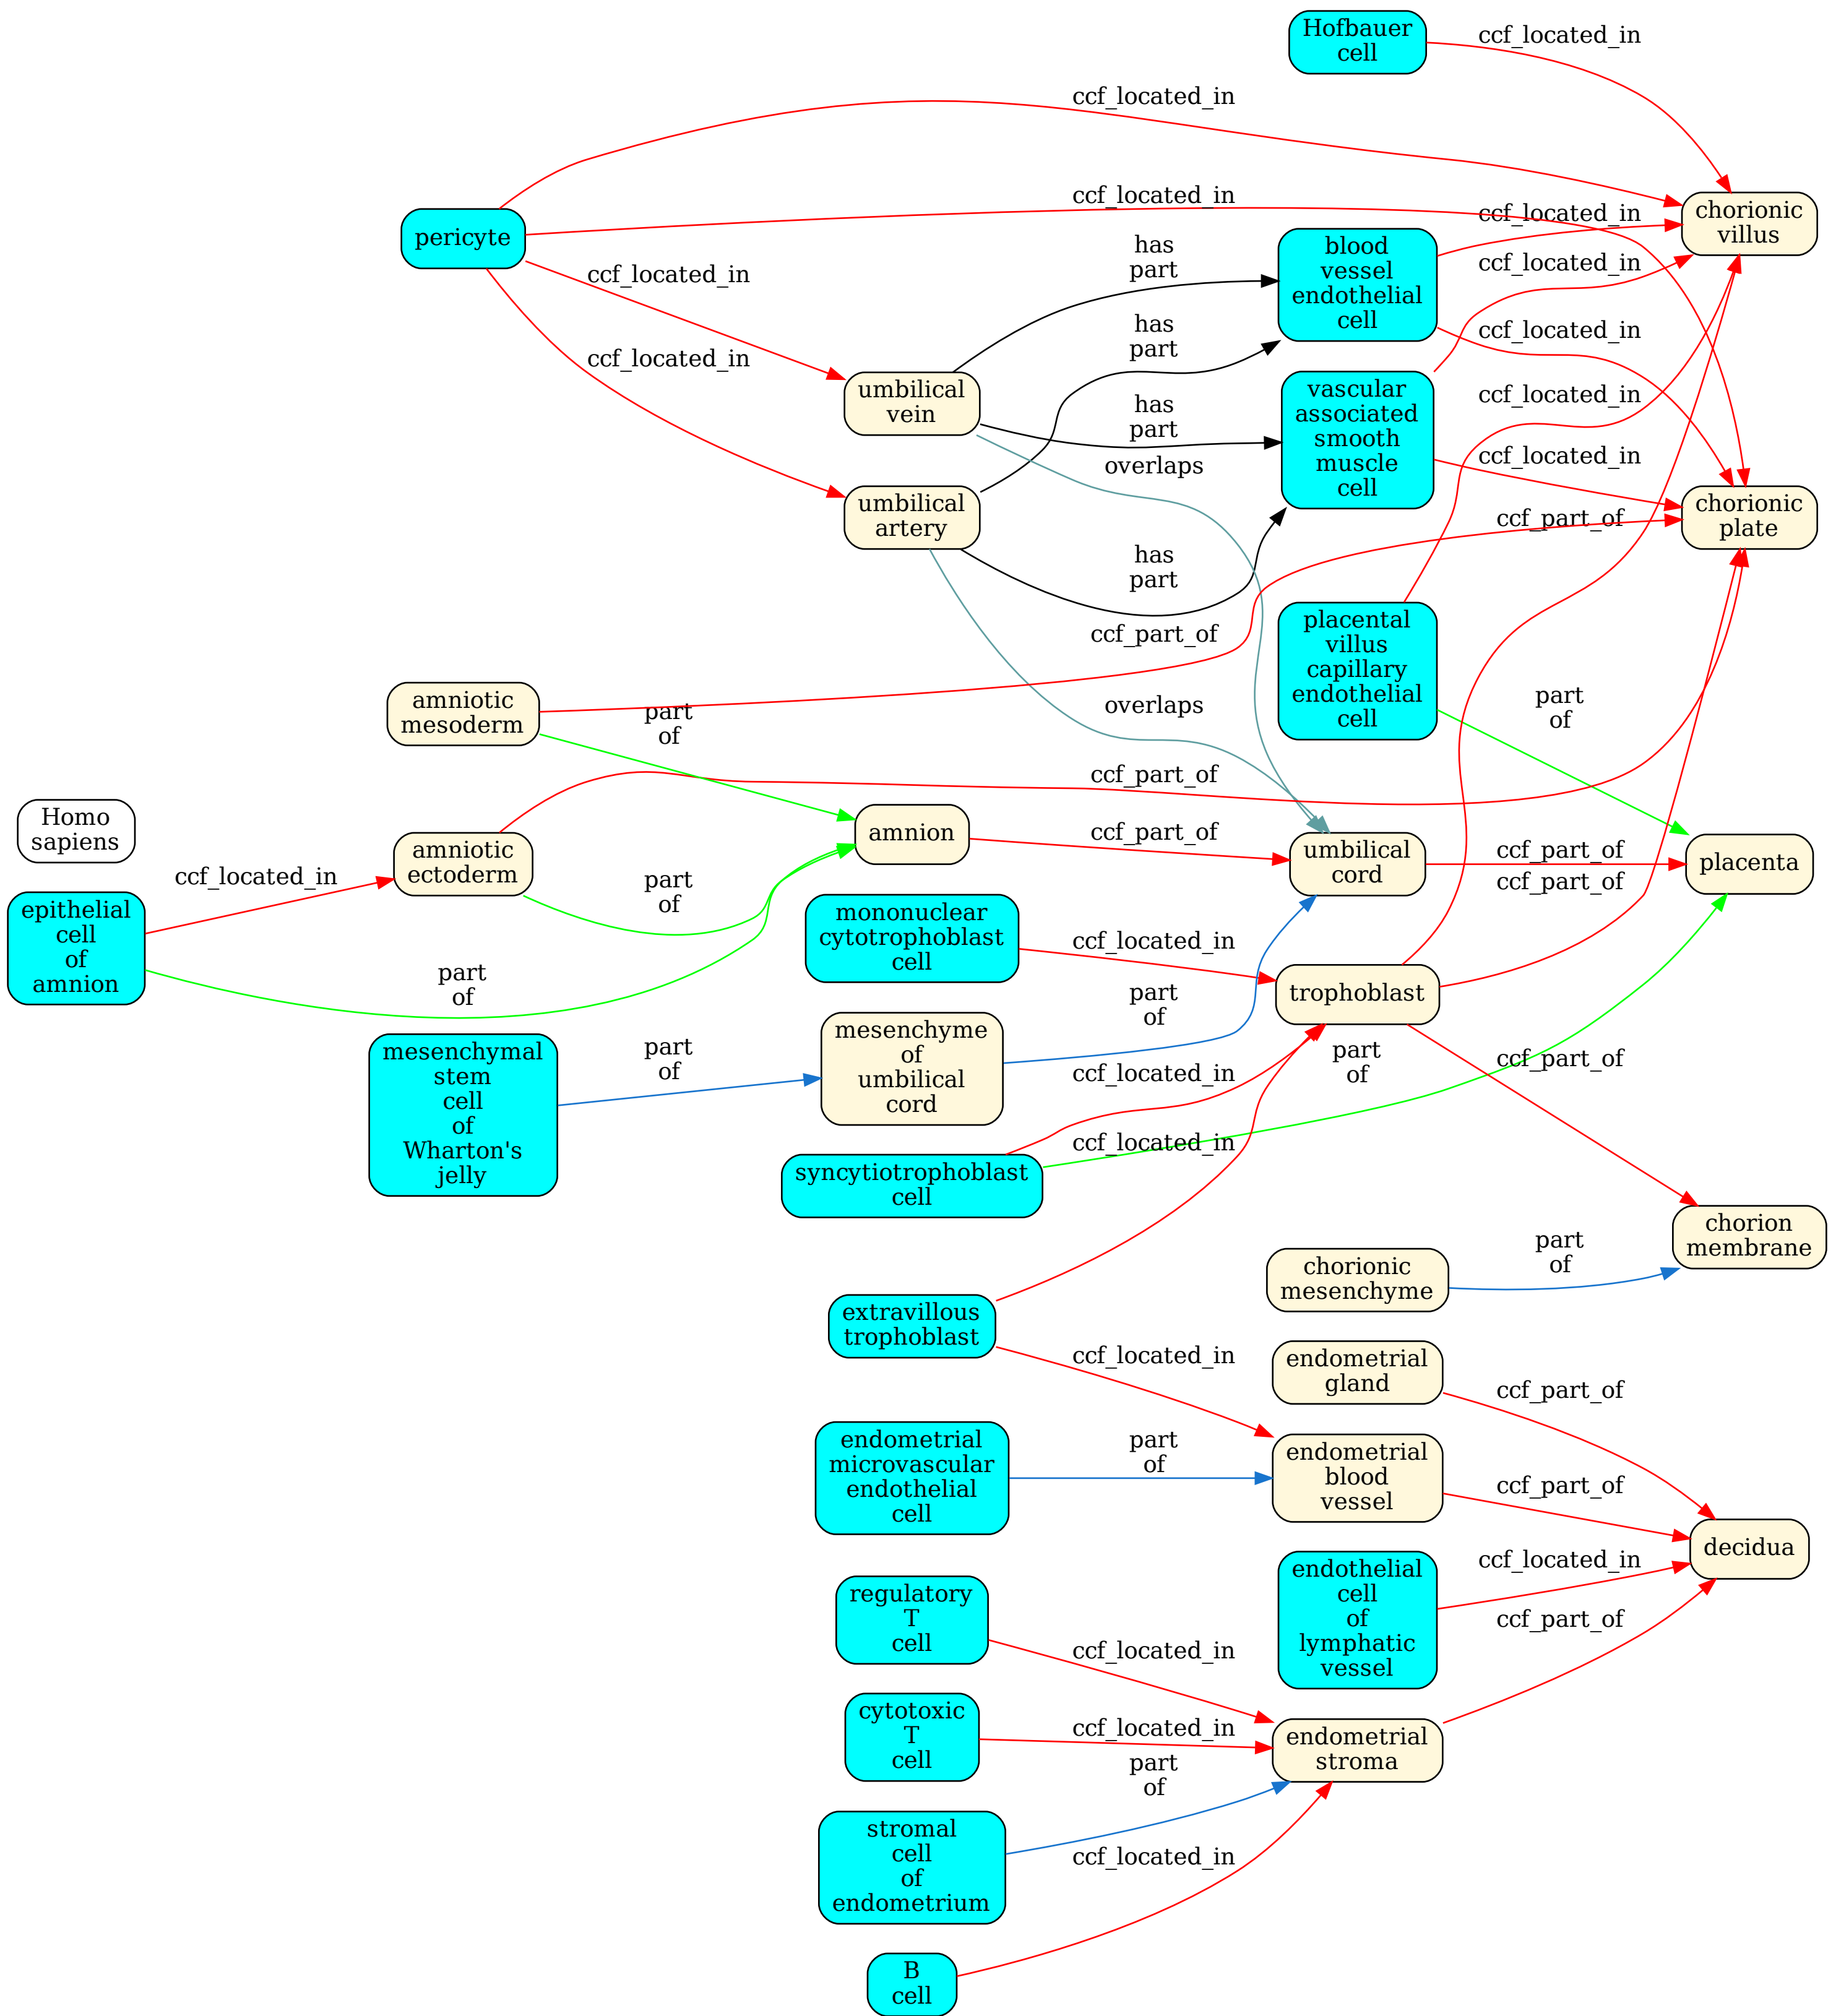 Hofbauer
cell
ccf_located_in
ccf_located_in
pericyte
ccf_located_in
ccf_located_in
chorionic
villus
ccf_located_in
has
part
blood
vessel
endothelial
cell
ccf_located_in
ccf_located_in
has
part
ccf_located_in
umbilical
vein
has
part
vascular
associated
smooth
muscle
cell
ccf_located_in
overlaps
ccf_located_in
umbilical
artery
chorionic
plate
ccf_part_of
has
part
ccf_part_of
placental
villus
capillary
endothelial
cell
amniotic
mesoderm
part
of
overlaps
part
of
ccf_part_of
Homo
sapiens
amnion
umbilical
cord
ccf_part_of
ccf_part_of
placenta
amniotic
ectoderm
ccf_located_in
part
of
ccf_part_of
epithelial
cell
of
amnion
mononuclear
cytotrophoblast
cell
ccf_located_in
part
of
trophoblast
part
of
mesenchymal
stem
cell
of
Wharton's
jelly
part
of
mesenchyme
of
umbilical
cord
ccf_located_in
part
of
ccf_part_of
ccf_located_in
syncytiotrophoblast
cell
chorion
membrane
chorionic
mesenchyme
part
of
extravillous
trophoblast
ccf_located_in
endometrial
gland
ccf_part_of
endometrial
microvascular
endothelial
cell
part
of
endometrial
blood
vessel
ccf_part_of
decidua
endothelial
cell
of
lymphatic
vessel
ccf_located_in
regulatory
T
cell
ccf_located_in
ccf_part_of
cytotoxic
T
cell
ccf_located_in
endometrial
stroma
part
of
stromal
cell
of
endometrium
ccf_located_in
B
cell